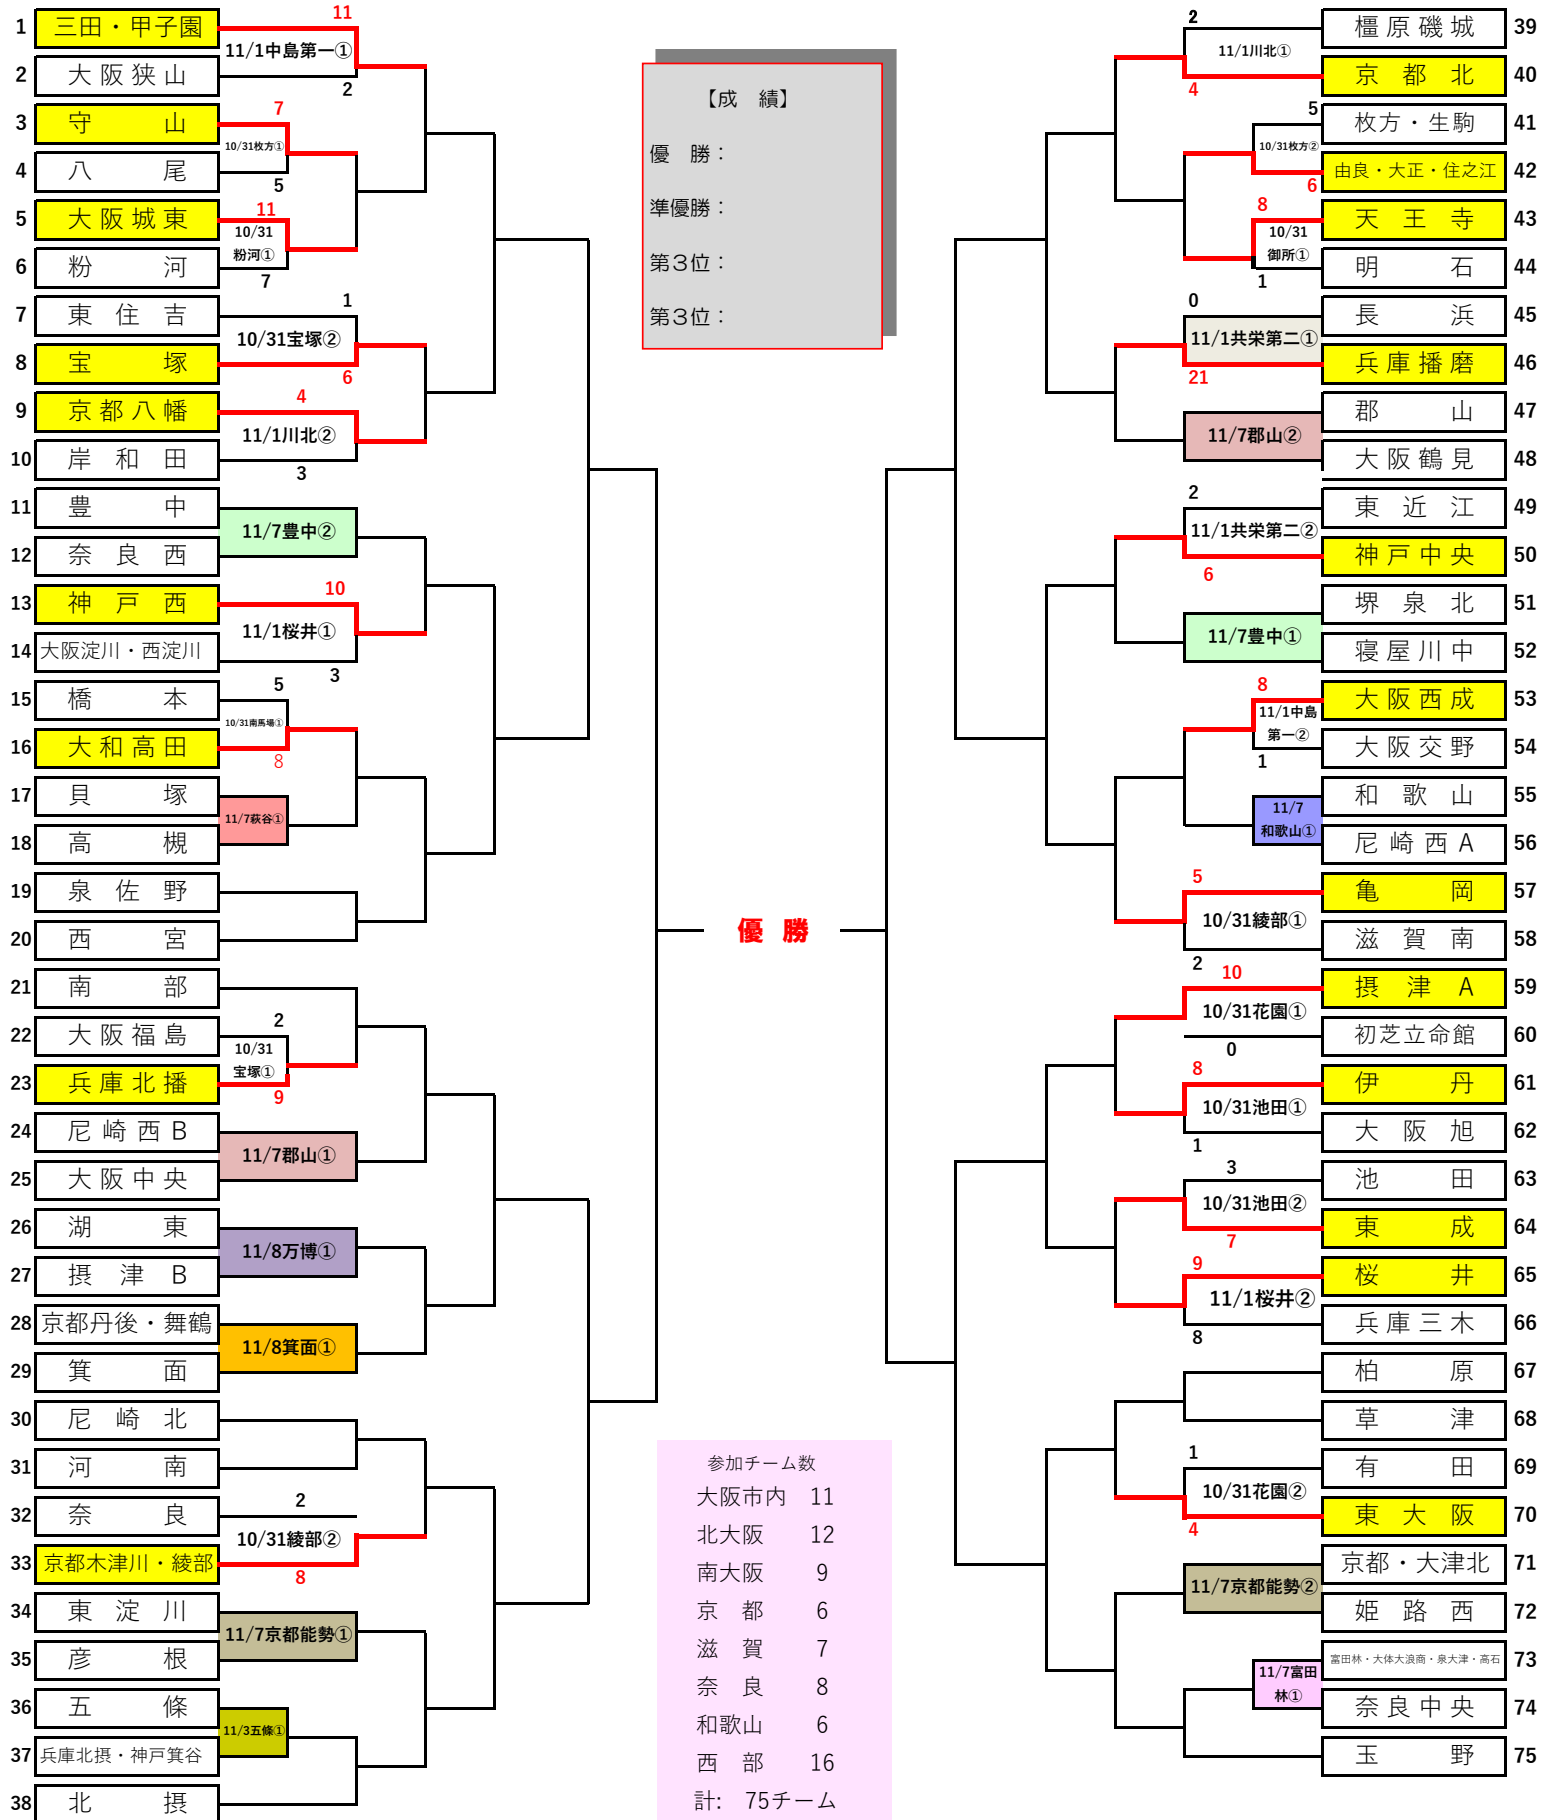 1 三田・甲子園
11
11/1中島第一①
2 大阪狭山
2
3 守山
7
10/31枚方①
4 八尾
5
5 大阪城東
11
10/31
粉河①
6 粉河
7
7 東住吉
1
10/31宝塚②
8 宝塚
6
9 京都八幡
4
11/1川北②
10 岸和田
3
11 豊中
11/7豊中②
12 奈良西
13 神戸西
10
11/1桜井①
14 大阪淀川・西淀川
3
15 橋本
5
10/31南馬場①
16 大和高田
8
17 貝塚
11/7萩谷①
18 高槻
19 泉佐野
20 西宮
21 南部
22 大阪福島
2
10/31
宝塚①
23 兵庫北播
9
24 尼崎西B
11/7郡山①
25 大阪中央
26 湖東
11/8万博①
27 摂津B
28 京都丹後・舞鶴
11/8箕面①
29 箕面
30 尼崎北
31 河南
32 奈良
2
10/31綾部②
33 京都木津川・綾部
8
34 東淀川
11/7京都能勢①
35 彦根
36 五條
11/3五條①
37 兵庫北摂・神戸箕谷
38 北摂
【成 績】
優 勝：
準優勝：
第３位：
第３位：
優 勝
参加チーム数
大阪市内 11
北大阪 12
南大阪 9
京 都 6
滋 賀 7
奈 良 8
和歌山 6
西 部 16
計: 75チーム
2
橿原磯城 39
11/1川北①
京都北 40
4
5
枚方・生駒 41
10/31枚方②
由良・大正・住之江 42
6
8
天王寺 43
10/31
御所①
明石 44
1
0
長浜 45
11/1共栄第二①
兵庫播磨 46
21
郡山 47
11/7郡山②
大阪鶴見 48
2
東近江 49
11/1共栄第二②
神戸中央 50
6
堺泉北 51
11/7豊中①
寝屋川中 52
8
大阪西成 53
11/1中島
第一②
大阪交野 54
1
和歌山 55
11/7
和歌山①
尼崎西A 56
5
亀岡 57
10/31綾部①
滋賀南 58
2
10
摂津A 59
10/31花園①
初芝立命館 60
0
8
伊丹 61
10/31池田①
大阪旭 62
1
3
池田 63
10/31池田②
東成 64
7
9
桜井 65
11/1桜井②
兵庫三木 66
8
柏原 67
草津 68
1
有田 69
10/31花園②
東大阪 70
4
京都・大津北 71
11/7京都能勢②
姫路西 72
富田林・大体大浪商・泉大津・高石 73
11/7富田
林①
奈良中央 74
玉野 75